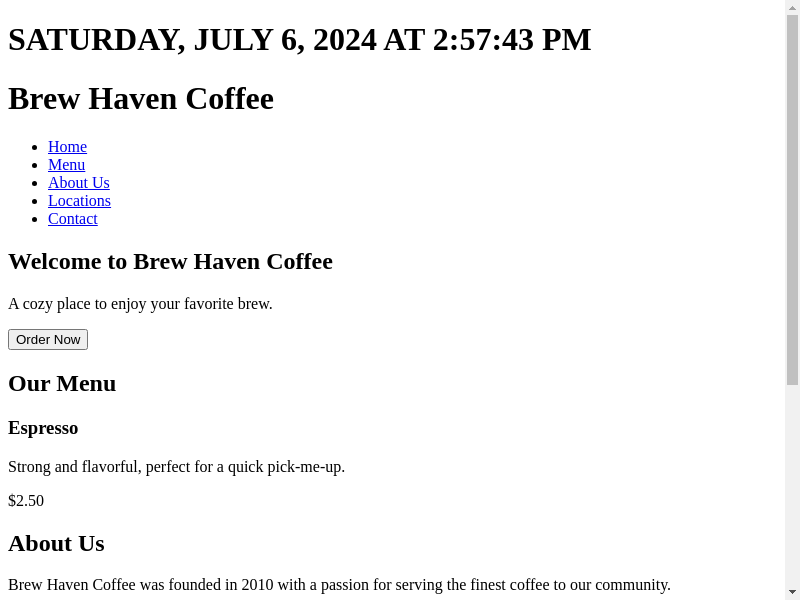 SATURDAY, JULY 6, 2024 AT 2:57:43 PM
Brew Haven Coffee
Home
Menu
About Us
Locations
Contact
Welcome to Brew Haven Coffee
A cozy place to enjoy your favorite brew.
Order Now
Our Menu
Espresso
Strong and flavorful, perfect for a quick pick-me-up.
$2.50
About Us
Brew Haven Coffee was founded in 2010 with a passion for serving the finest coffee to our community.